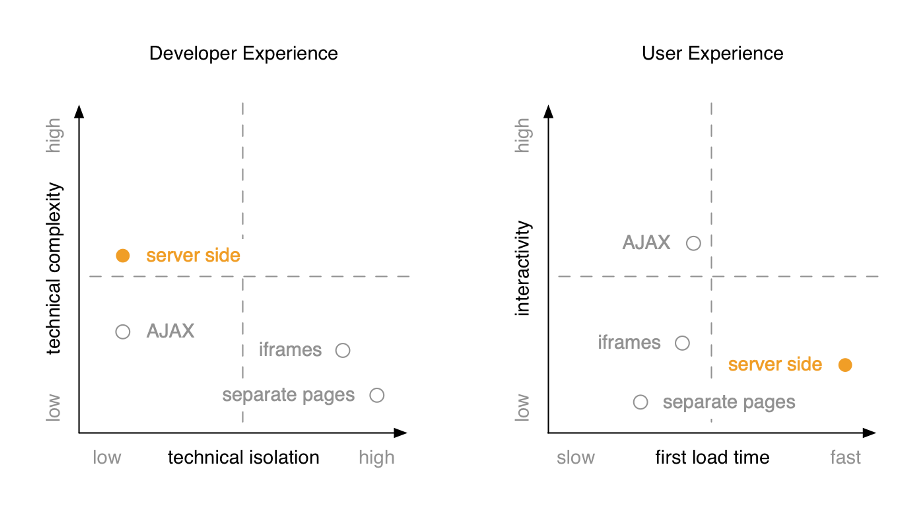 Developer Experience
high
technical complexity
server side
AJAX
iframes
separate pages
low
low
technical isolation
high
User Experience
high
interactivity
AJAX
iframes
server side
separate pages
low
slow
first load time
fast